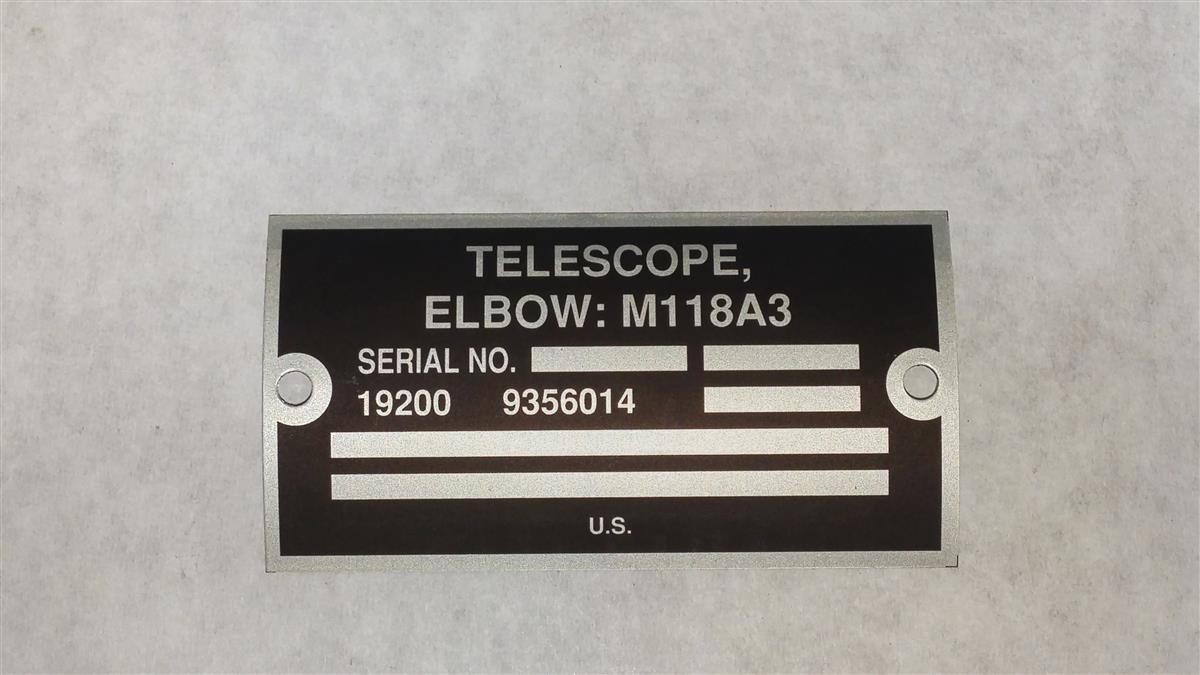 TELESCOPE,
ELBOW: M118A3
SERIAL NO.
19200 9356014
U.S.